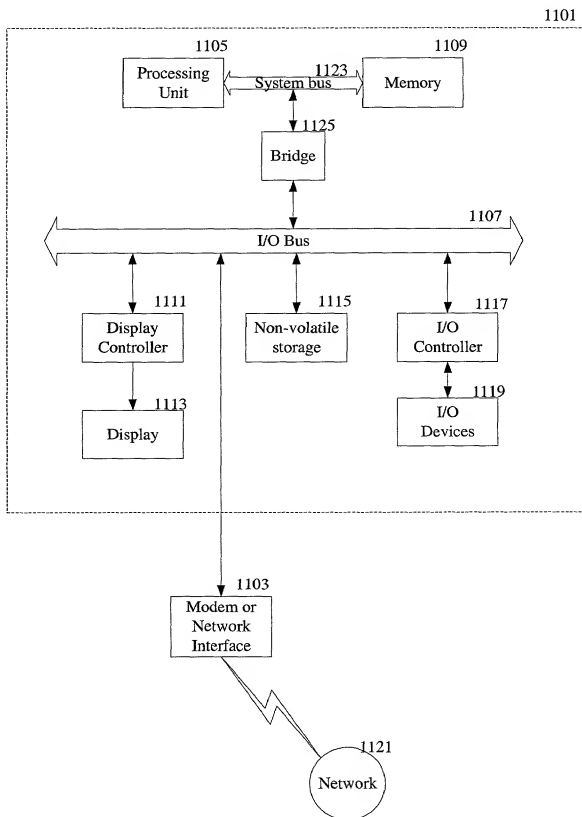 1101
1105
1109
Processing
Unit
1123
System bus
Memory
1125
Bridge
1107
I/O Bus
1111
1115
1117
Display
Controller
Non-volatile
storage
I/O
Controller
1113
1119
Display
I/O
Devices
1103
Modem or
Network
Interface
1121
Network